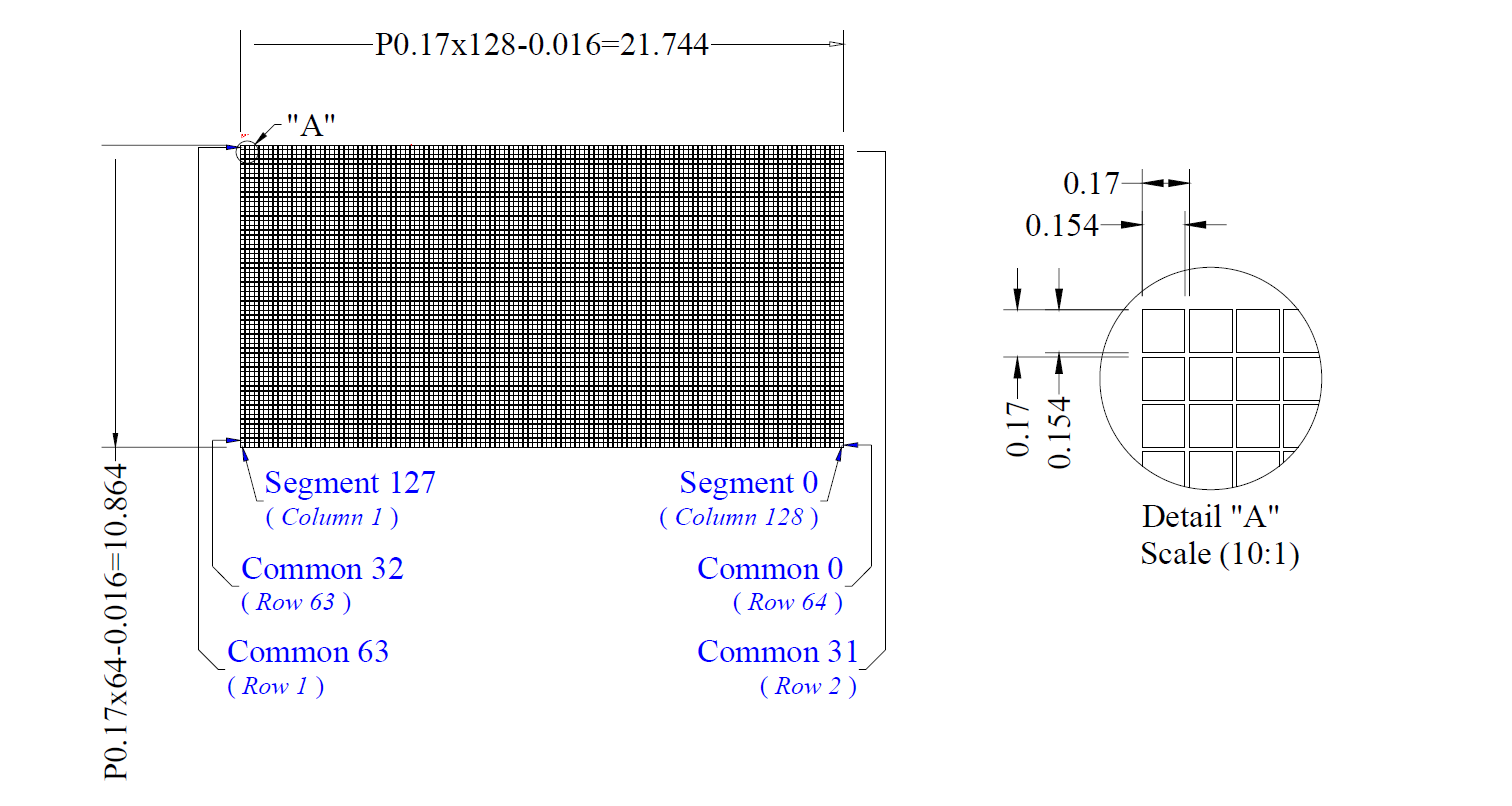 P0.17x128-0.016=21.744
"A"
0.17
0.154
0.17
0.154
P0.17x64-0.016=10.864
Segment 127
( Column 1 )
Segment 0
( Column 128 )
Common 32
( Row 63 )
Common 0
( Row 64 )
Common 63
( Row 1 )
Common 31
( Row 2 )
Detail "A"
Scale (10:1)